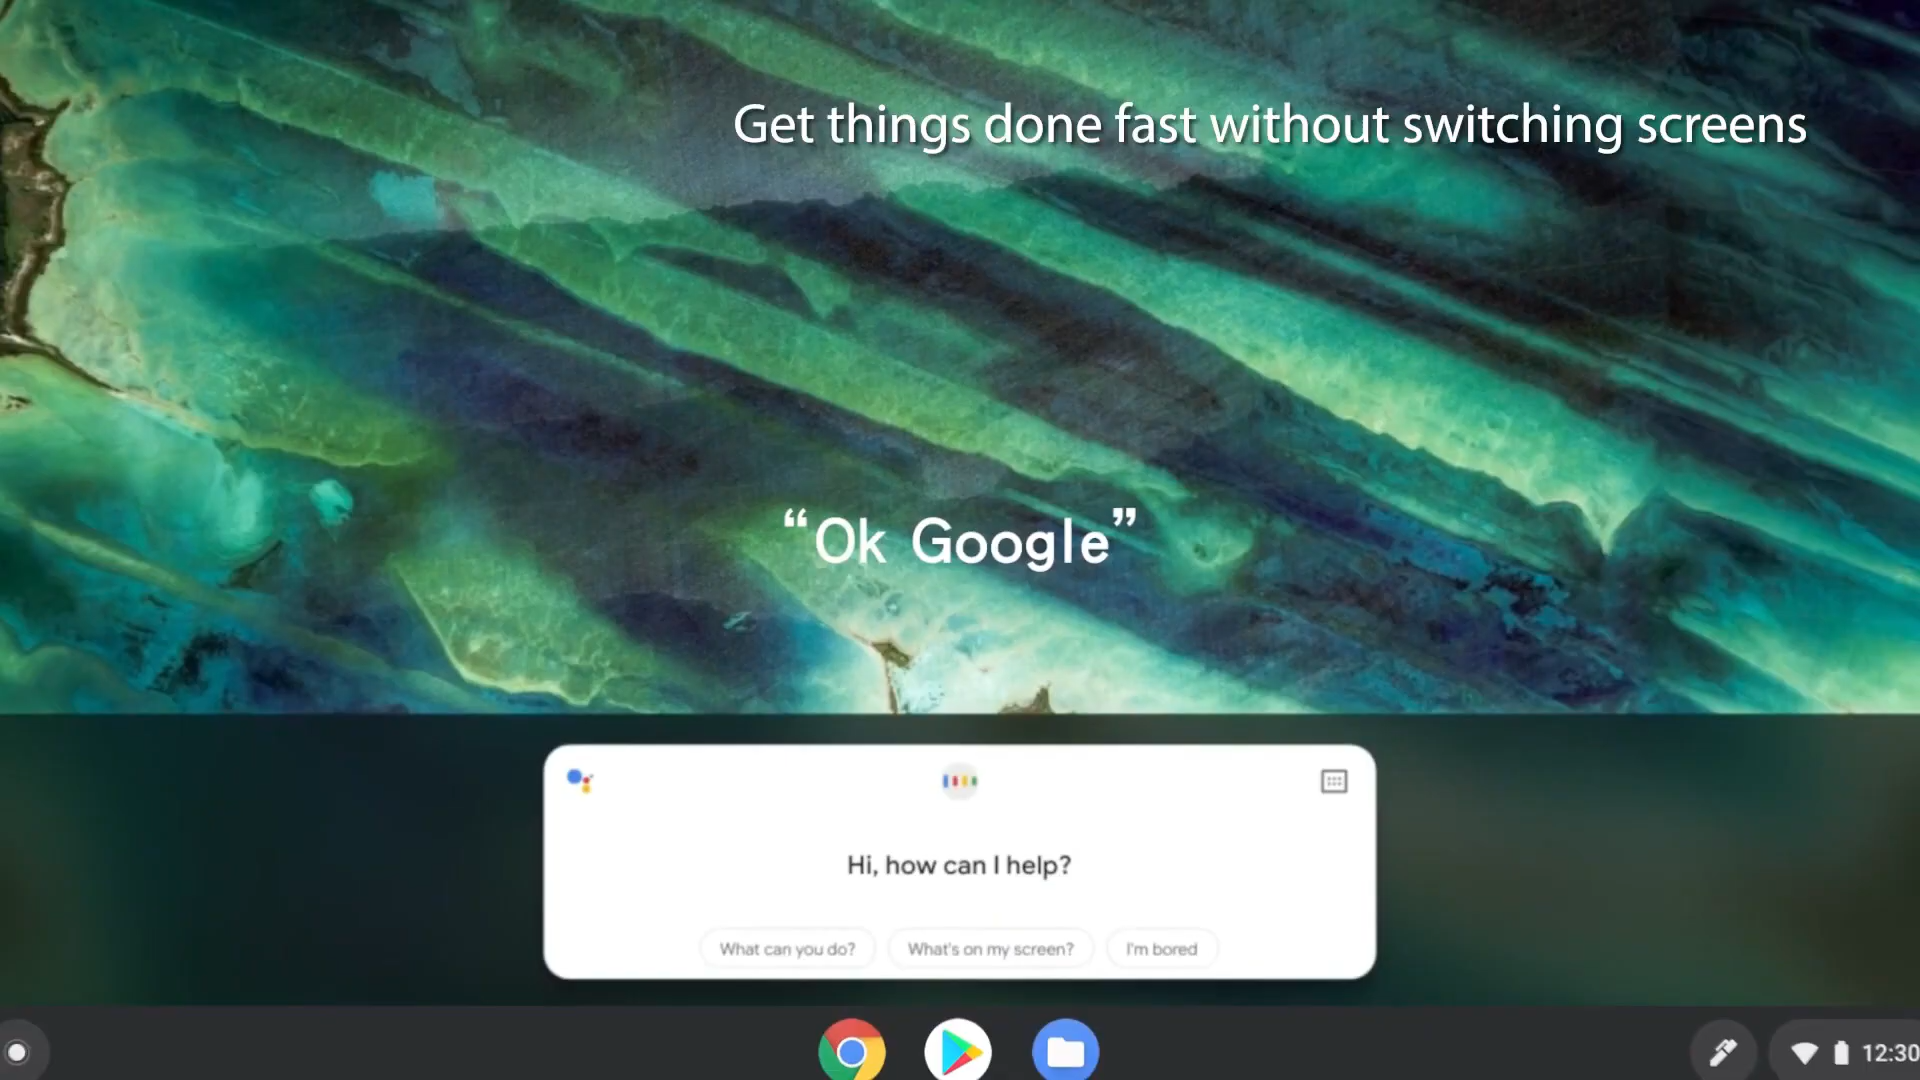 Get things done fast without switching screens
“Ok Google”
Hi, how can I help?
What can you do?
What's on my screen?
I'm bored
12:30